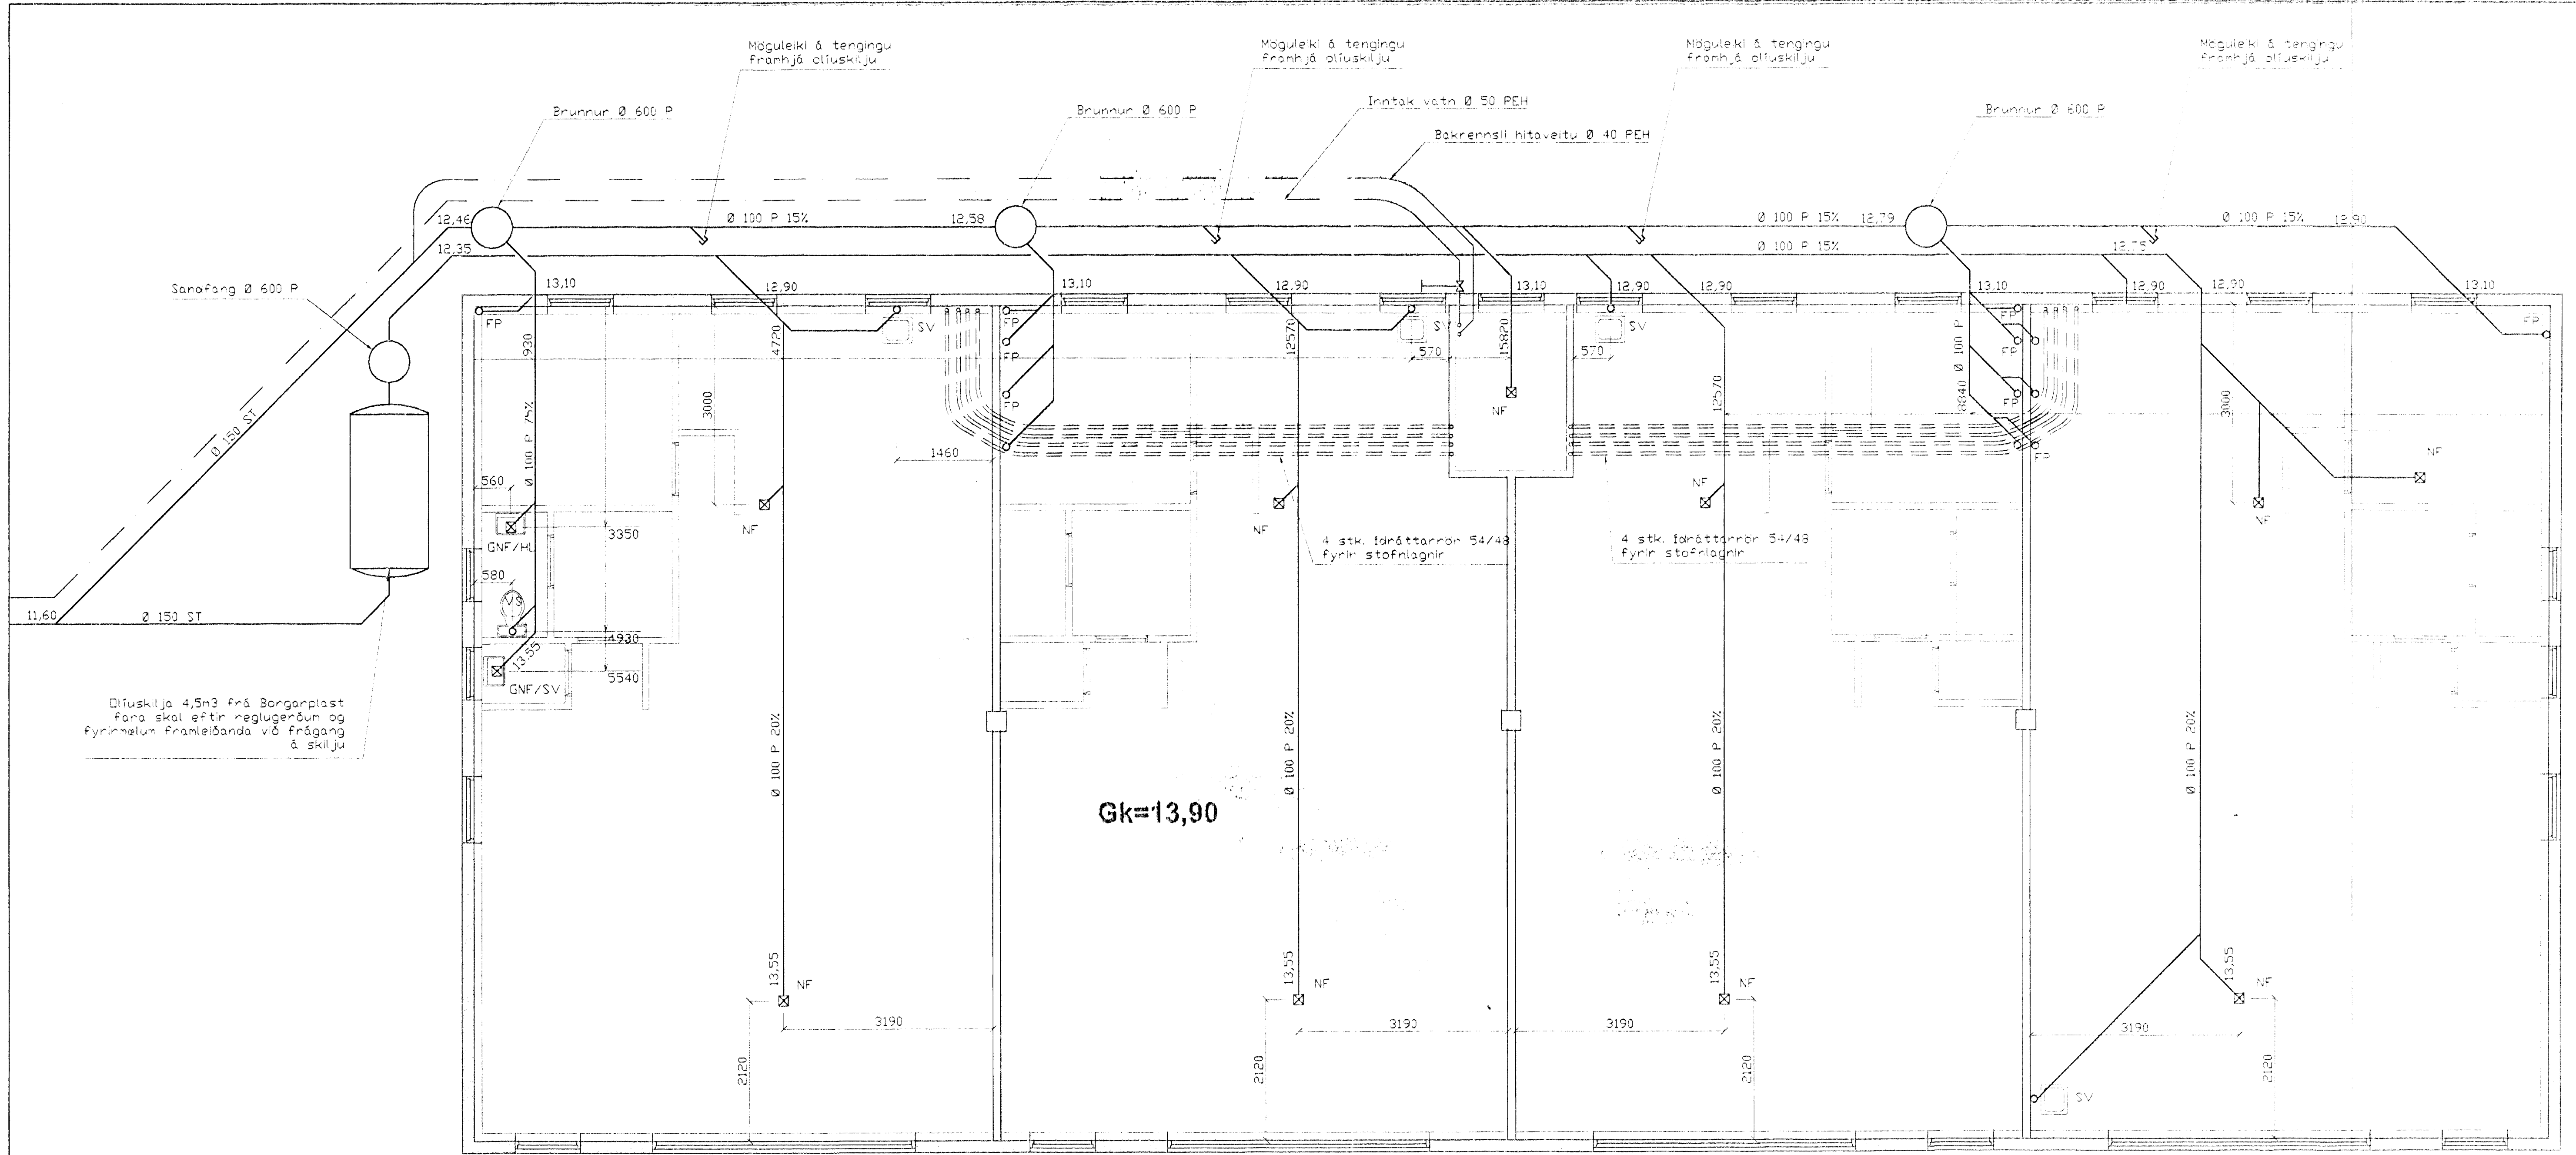 Möguleiki á tengingu
framhjá olíuskilju
Möguleiki á tengingu
framhjá olíuskilju
Möguleiki á tengingu
framhjá olíuskilju
Möguleiki á tengingu
framhjá olíuskilju
Brunnur Ø 600 P
Brunnur Ø 600 P
Inntak vatn Ø 50 PEH
Bakrennsli hitaveitu Ø 40 PEH
Brunnur Ø 600 P
12,46
Ø 100 P 15%
12,58
Ø 100 P 15%
12,79
Ø 100 P 15%
12,90
12,35
Ø 100 P 15%
12,75
Sandfang Ø 600 P
13,10
12,90
13,10
12,90
13,10
12,90
12,90
13,10
12,90
12,90
13,10
FP
930
4720
SV
FP
12570
SV
15820
SV
FP
FP
FP
570
570
FP
Ø 100 P
8840
3000
FP
NF
12570
FP
3000
FP
Ø 150 ST
Ø 100 P 75%
1460
560
NF
NF
NF
NF
NF
NF
GNF/HL
3350
4 stk. ídráttarrör 54/48
fyrir stofnlagnir
4 stk. ídráttarrör 54/48
fyrir stofnlagnir
580
VS
11,60
Ø 150 ST
4930
13.55
5540
GNF/SV
Olíuskilja 4,5m3 frá Borgarplast
fara skal eftir reglugerðum og
fyrirmælum framleiðanda við frágang
á skilju
Ø 100 P 20%
Ø 100 P 20%
Ø 100 P 20%
Ø 100 P 20%
Gk=13,90
13,55
NF
13,55
NF
13,55
NF
13,55
NF
3190
3190
3190
3190
2120
2120
2120
2120
SV